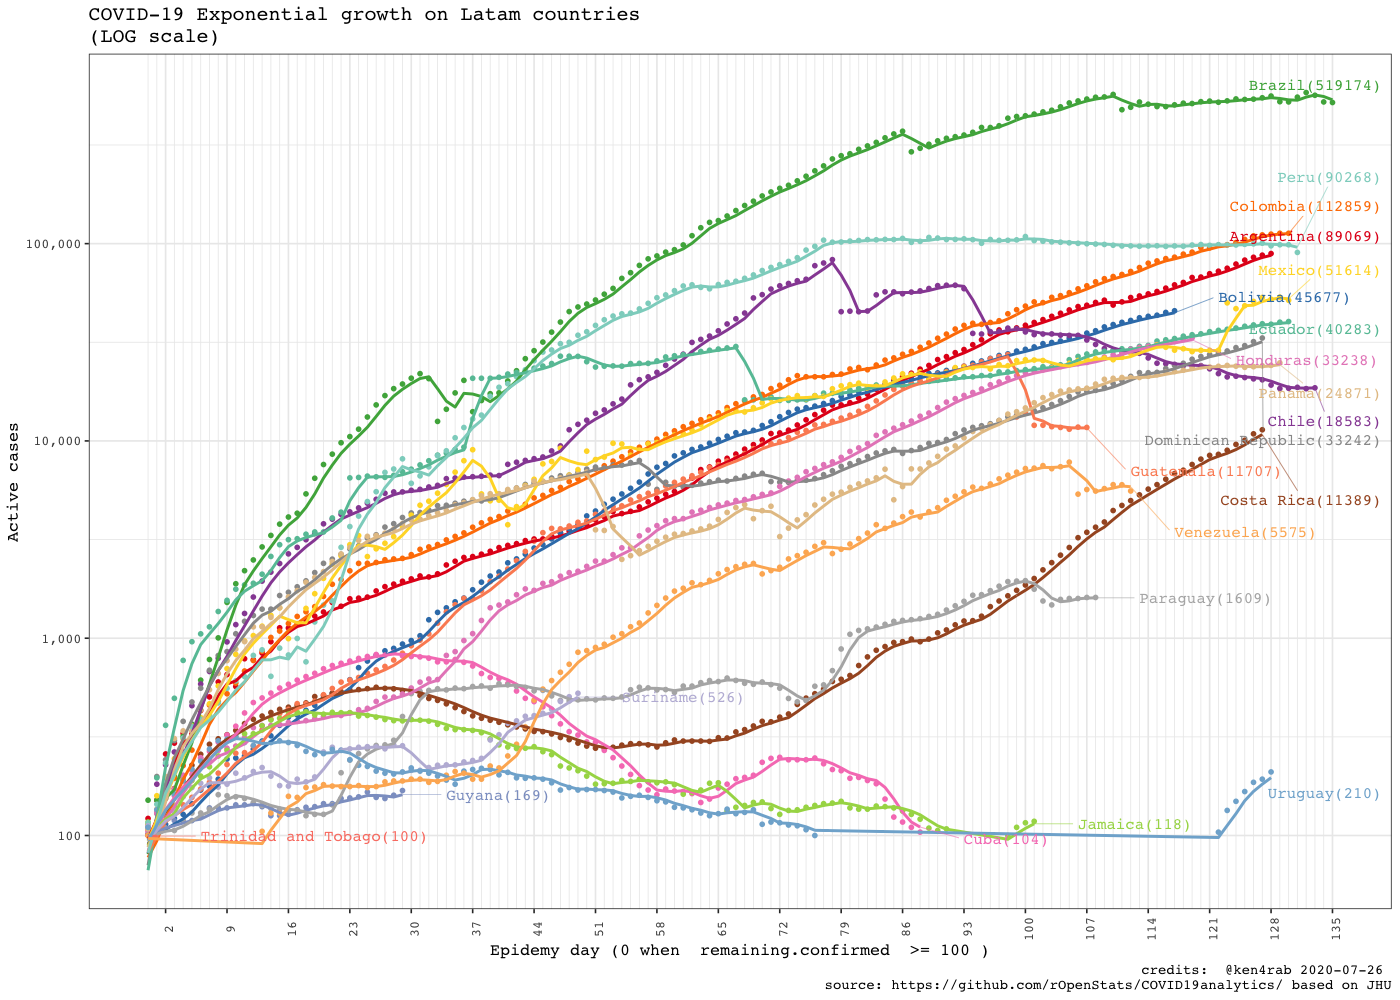 COVID-19 Exponential growth on Latam countries
(LOG scale)
Active cases
100,000
10,000
1,000
100
Brazil(519174)
Peru(90268)
Colombia(112859)
Argentina(89069)
Mexico(51614)
Bolivia(45677)
Ecuador(40283)
Honduras(33238)
Panama(24871)
Chile(18583)
Dominican Republic(33242)
Guatemala(11707)
Costa Rica(11389)
Venezuela(5575)
Paraguay(1609)
Suriname(526)
Guyana(169)
Uruguay(210)
Jamaica(118)
Trinidad and Tobago(100)
Cuba(104)
2 9 16 23 30 37 44 51 58 65 72 79 86 93 100 107 114 121 128 135
Epidemy day (0 when remaining.confirmed >= 100 )
credits: @ken4rab 2020-07-26
source: https://github.com/rOpenStats/COVID19analytics/ based on JHU